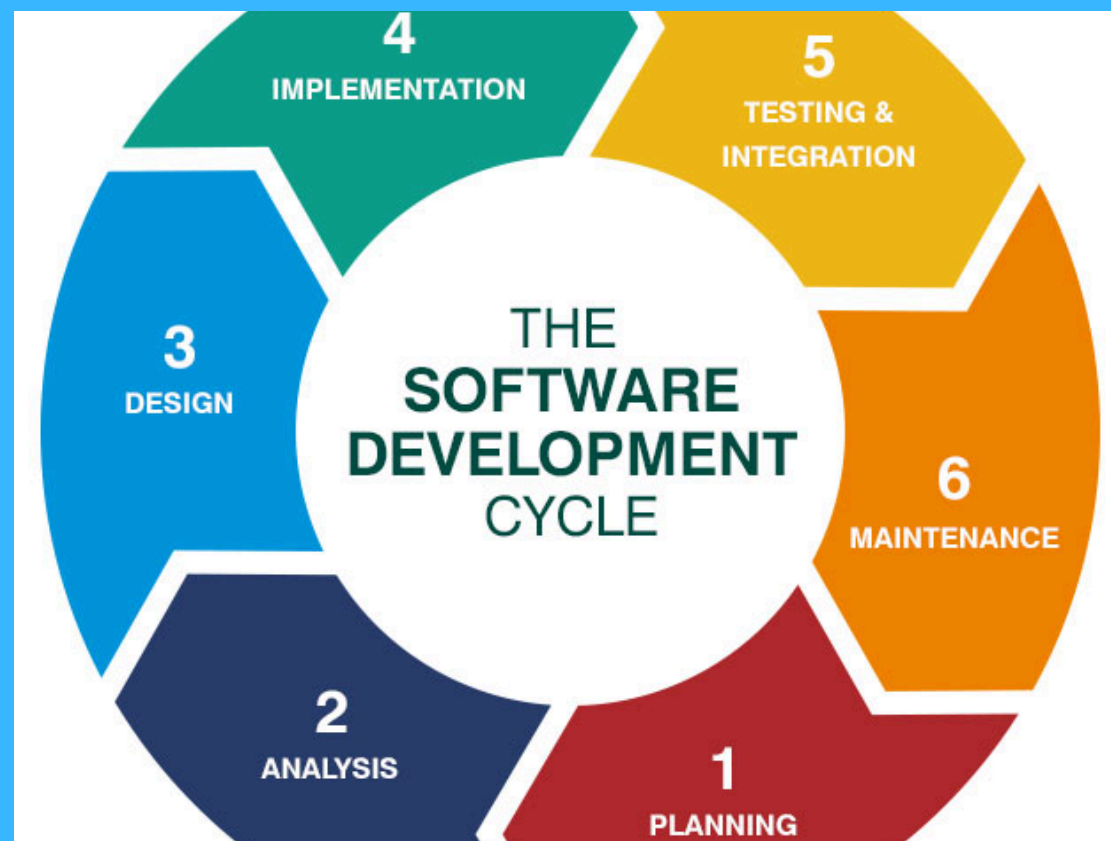 4
IMPLEMENTATION
5
TESTING &
INTEGRATION
3
DESIGN
THE
SOFTWARE
DEVELOPMENT
CYCLE
6
MAINTENANCE
2
ANALYSIS
1
PLANNING